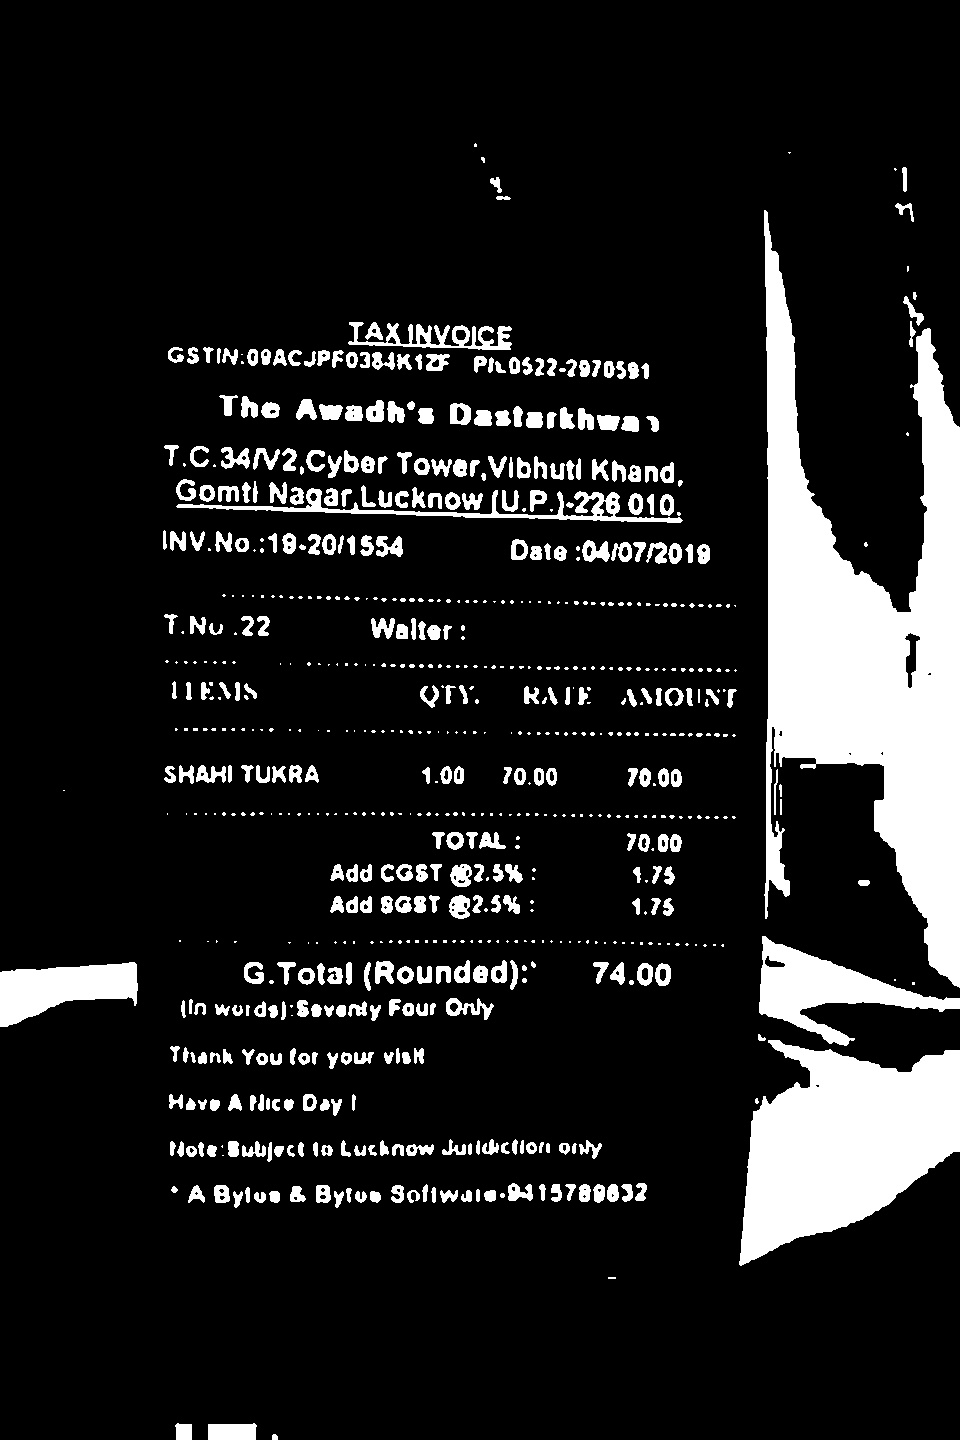 TAX INVOICE
GSTIN:09ACJPF0384K1ZF Ph.0522-2970591
The Awadh's Dastarkhwan
T.C.34/V2,Cyber Tower,Vibhuti Khand,
Gomti Nagar,Lucknow (U.P.)-226 010.
INV.No.:19-20/1554 Date :04/07/2019
T.No .22 Waiter :
ITEMS QTY. RATE AMOUNT
SHAHI TUKRA 1.00 70.00 70.00
TOTAL : 70.00
Add CGST @2.5% : 1.75
Add SGST @2.5% : 1.75
G.Total (Rounded):* 74.00
(In words):Seventy Four Only
Thank You for your visit
Have A Nice Day !
Note:Subject to Lucknow Juridiction only
* A Bytes & Bytes Software-9415789832